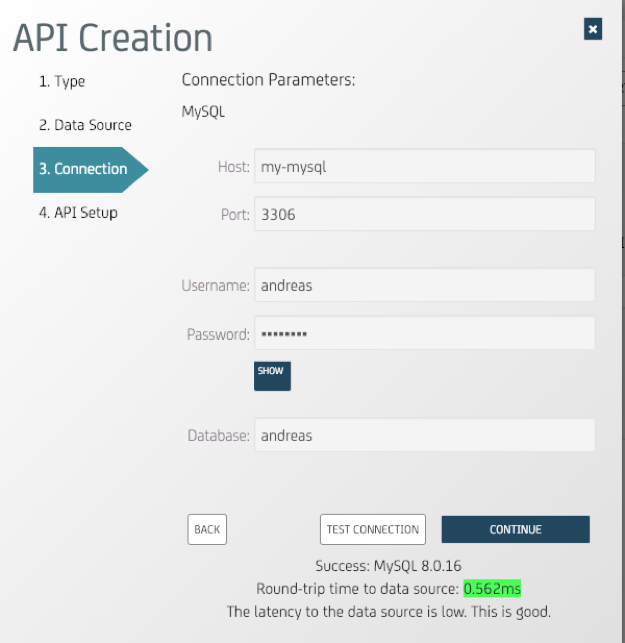 API Creation
1. Type
2. Data Source
3. Connection
4. API Setup
Connection Parameters:
MySQL
Host: my-mysql
Port: 3306
Username: andreas
Password: ••••••••
SHOW
Database: andreas
BACK
TEST CONNECTION
CONTINUE
Success: MySQL 8.0.16
Round-trip time to data source: 0.562ms
The latency to the data source is low. This is good.